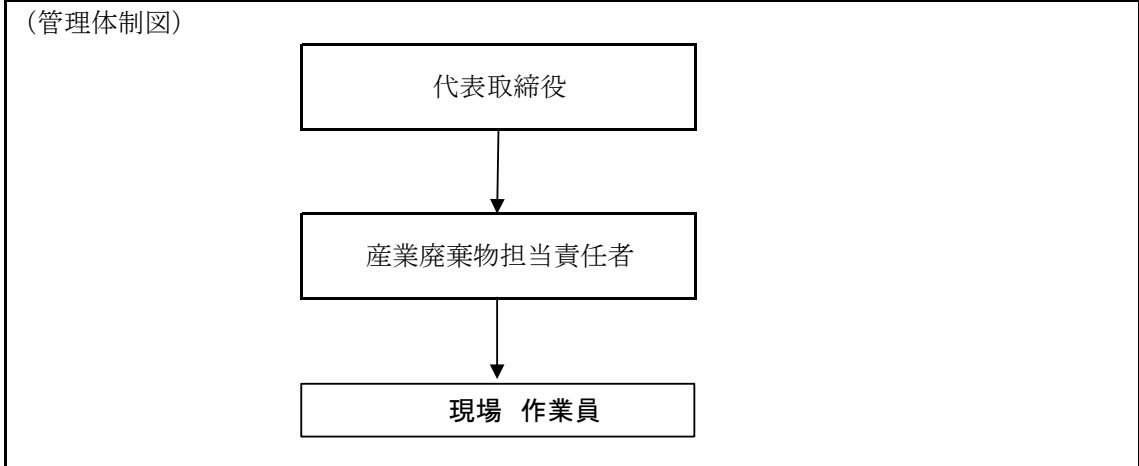 （管理体制図）
代表取締役
産業廃棄物担当責任者
現場　作業員